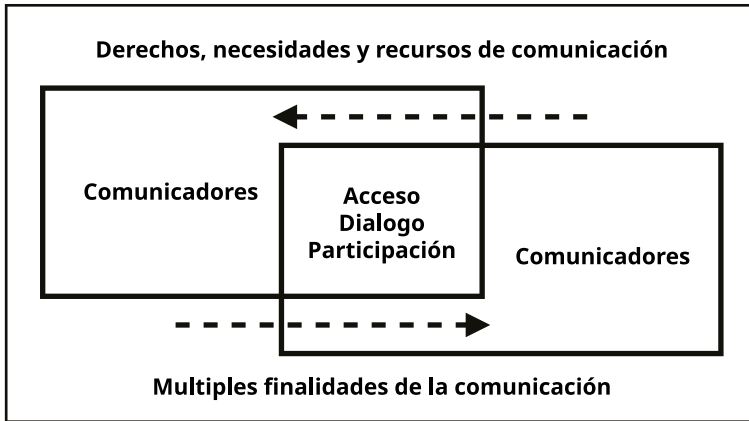 Derechos, necesidades y recursos de comunicación
Comunicadores
Acceso
Dialogo
Participación
Comunicadores
Multiples finalidades de la comunicación